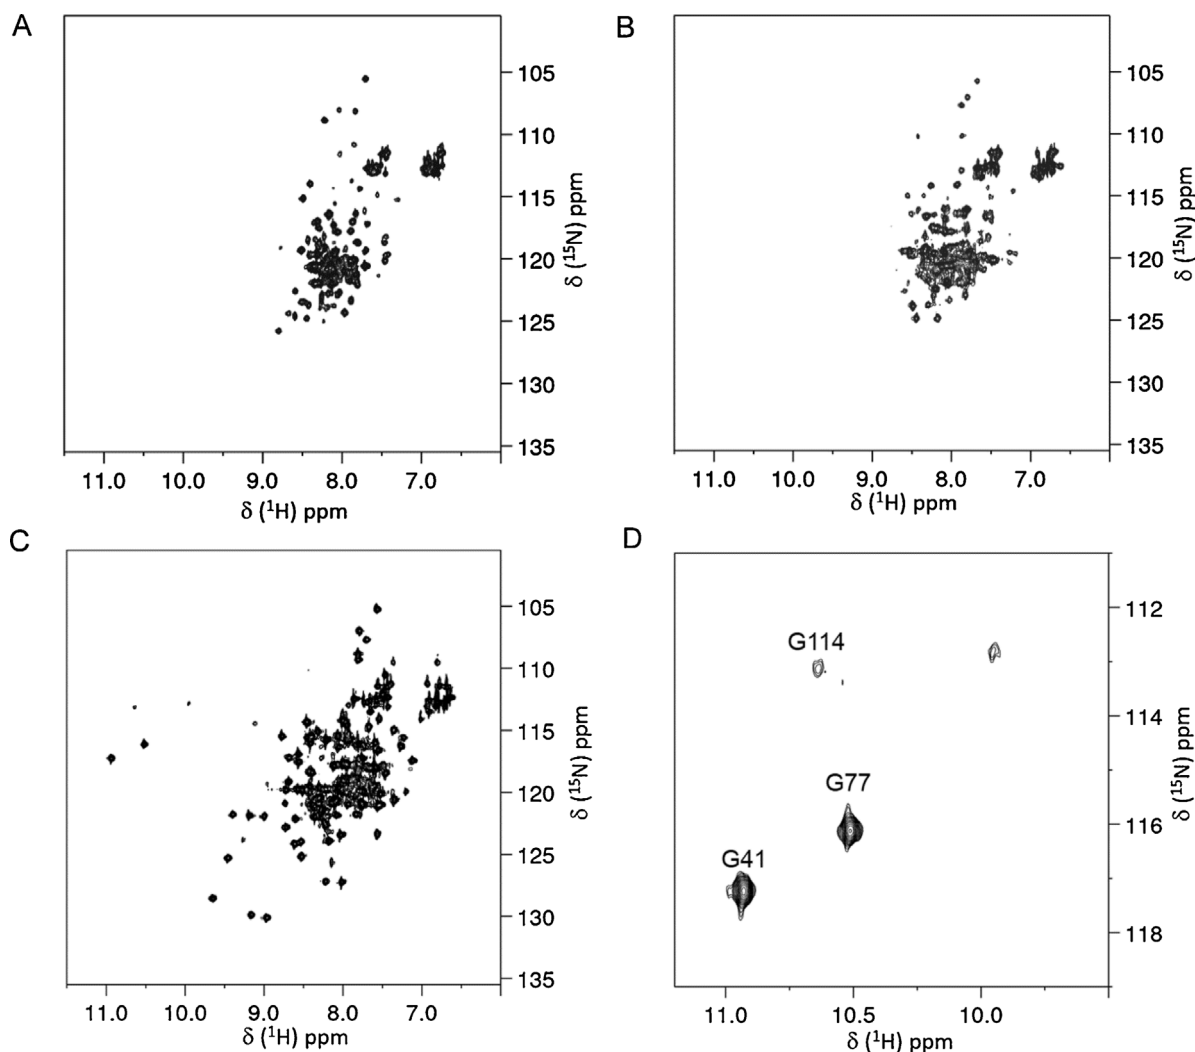 A
105
110
115
120
125
130
135
δ (¹⁵N) ppm
11.0 10.0 9.0 8.0 7.0
δ (¹H) ppm
B
105
110
115
120
125
130
135
δ (¹⁵N) ppm
11.0 10.0 9.0 8.0 7.0
δ (¹H) ppm
C
105
110
115
120
125
130
135
δ (¹⁵N) ppm
11.0 10.0 9.0 8.0 7.0
δ (¹H) ppm
D
G114
G77
G41
112
114
116
118
δ (¹⁵N) ppm
11.0 10.5 10.0
δ (¹H) ppm